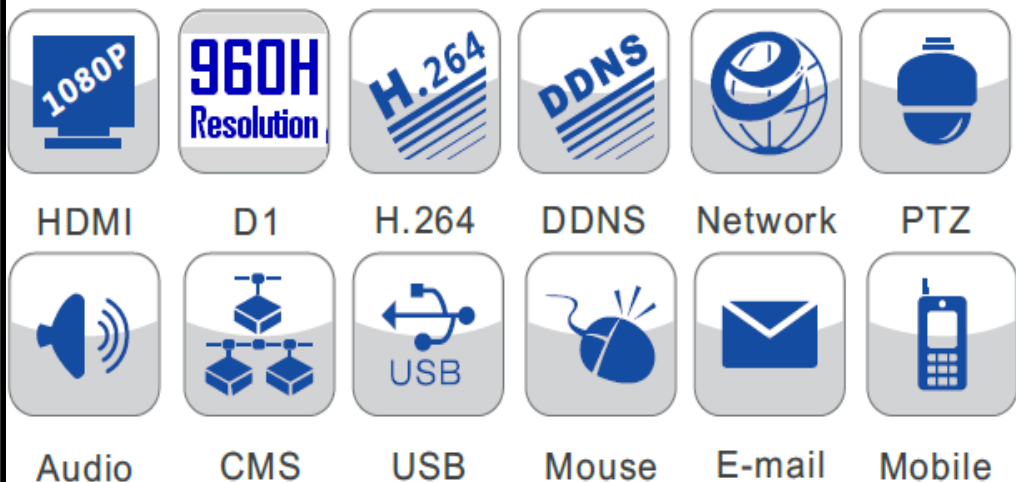 1080P
960H
Resolution
H.264
DDNS
HDMI D1 H.264 DDNS Network PTZ
USB
Audio CMS USB Mouse E-mail Mobile